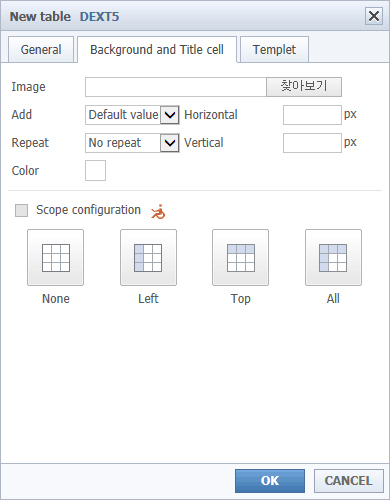 New table DEXT5
General Background and Title cell Templet
Image 찾아보기
Add Default value Horizontal px
Repeat No repeat Vertical px
Color
Scope configuration
None Left Top All
OK CANCEL